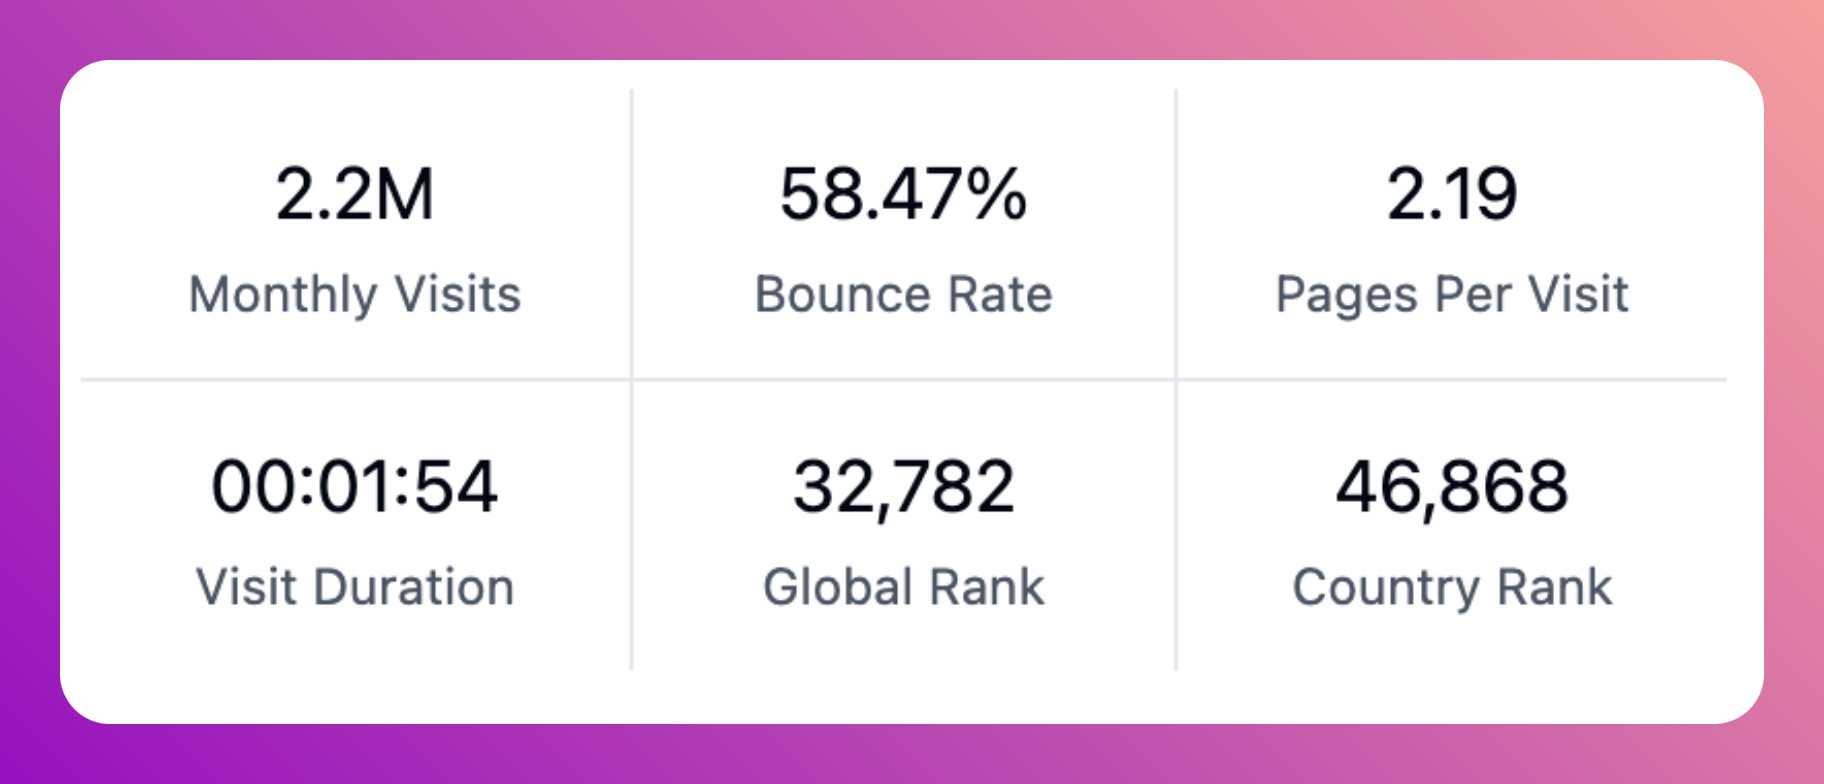 2.2M
Monthly Visits
58.47%
Bounce Rate
2.19
Pages Per Visit
00:01:54
Visit Duration
32,782
Global Rank
46,868
Country Rank